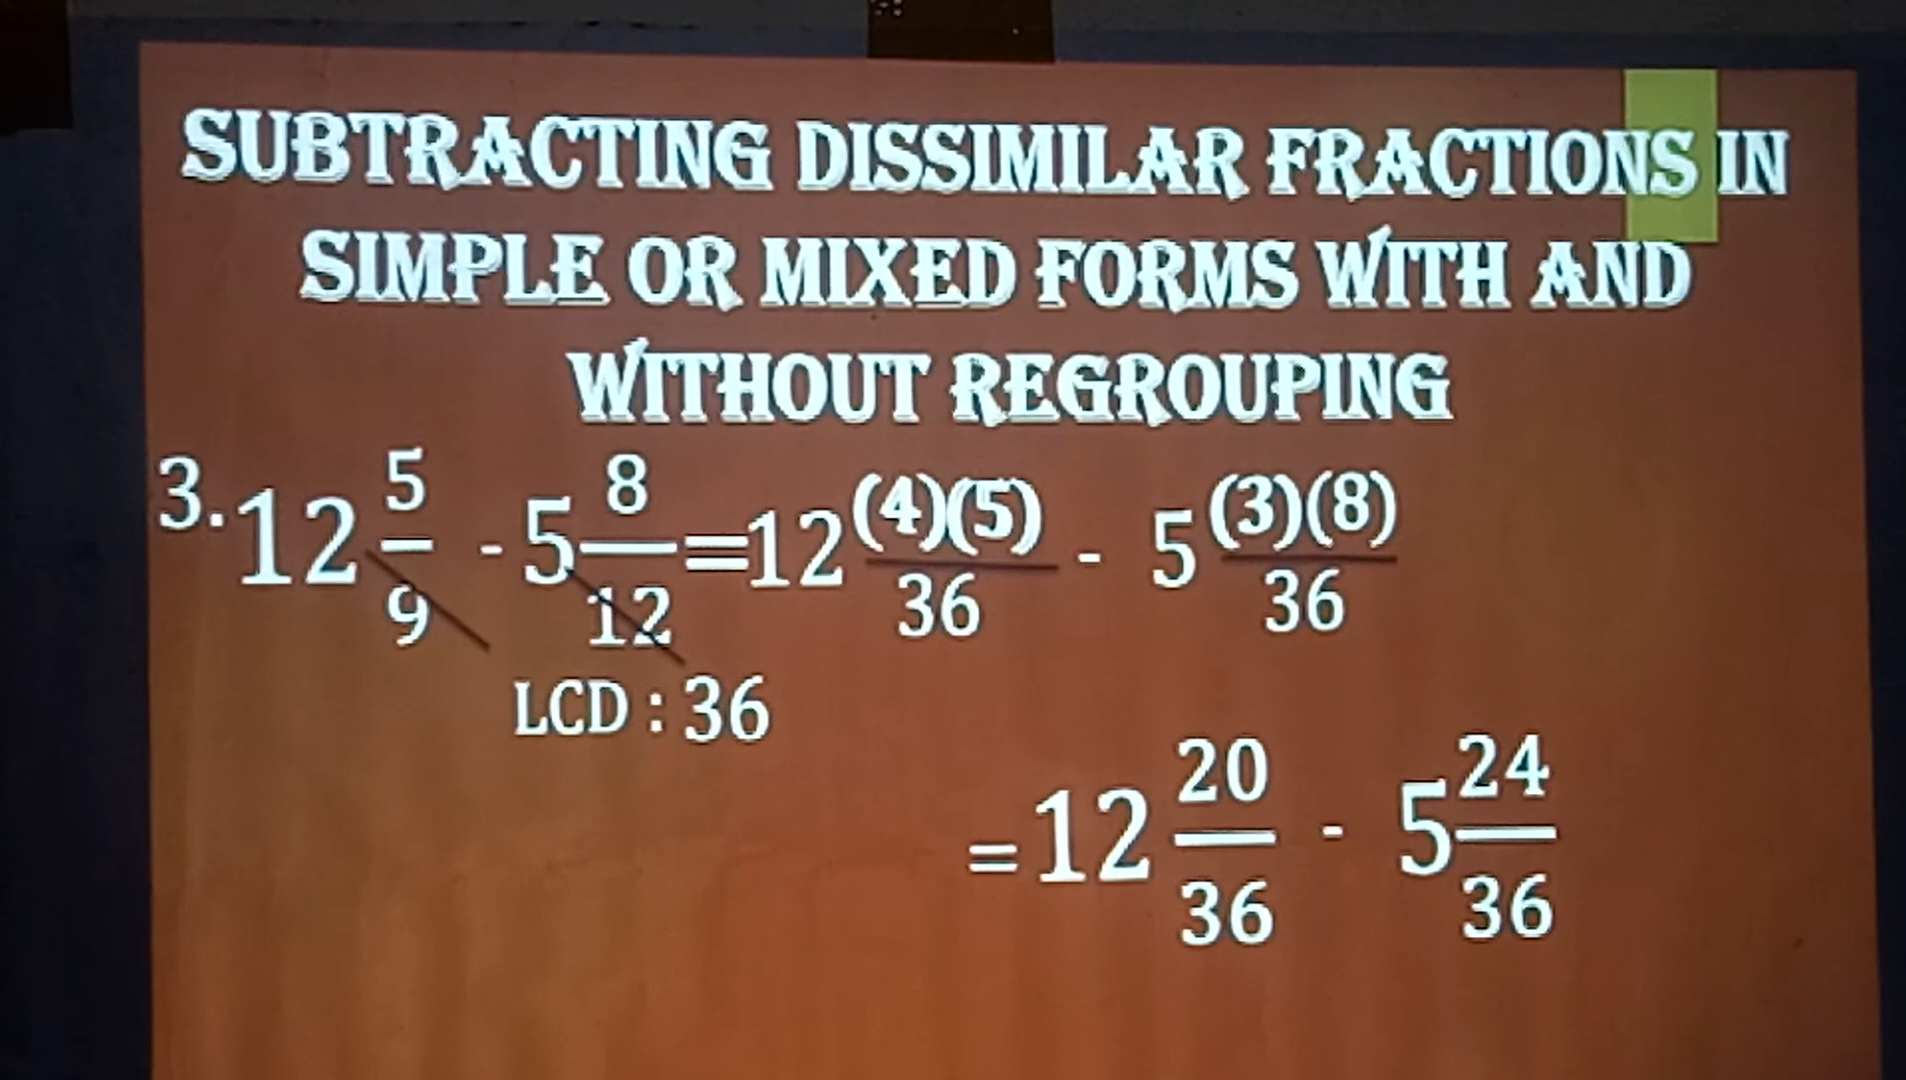 SUBTRACTING DISSIMILAR FRACTIONS IN
SIMPLE OR MIXED FORMS WITH AND
WITHOUT REGROUPING
3. 12 5/9 - 5 8/12 = 12 (4)(5)/36 - 5 (3)(8)/36
LCD : 36
= 12 20/36 - 5 24/36